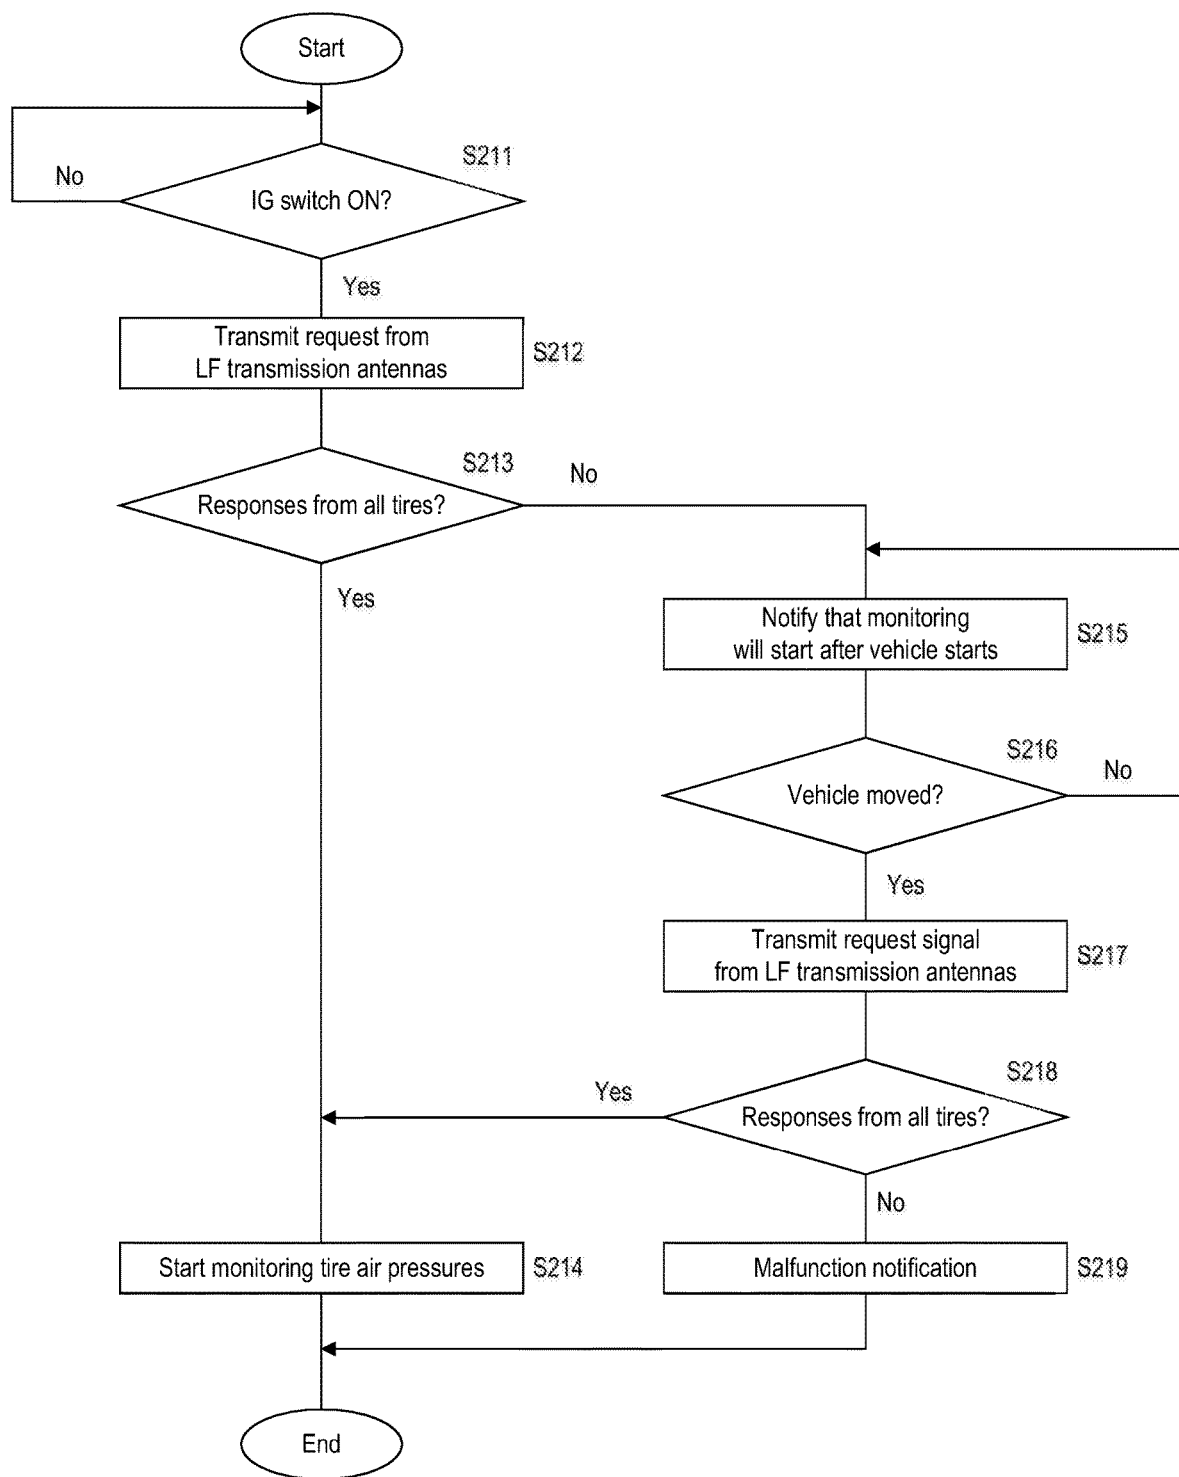 Start
S211
No
IG switch ON?
Yes
Transmit request from
LF transmission antennas
S212
S213
No
Responses from all tires?
Yes
Notify that monitoring
will start after vehicle starts
S215
S216
No
Vehicle moved?
Yes
Transmit request signal
from LF transmission antennas
S217
S218
Yes
Responses from all tires?
No
Start monitoring tire air pressures
S214
Malfunction notification
S219
End